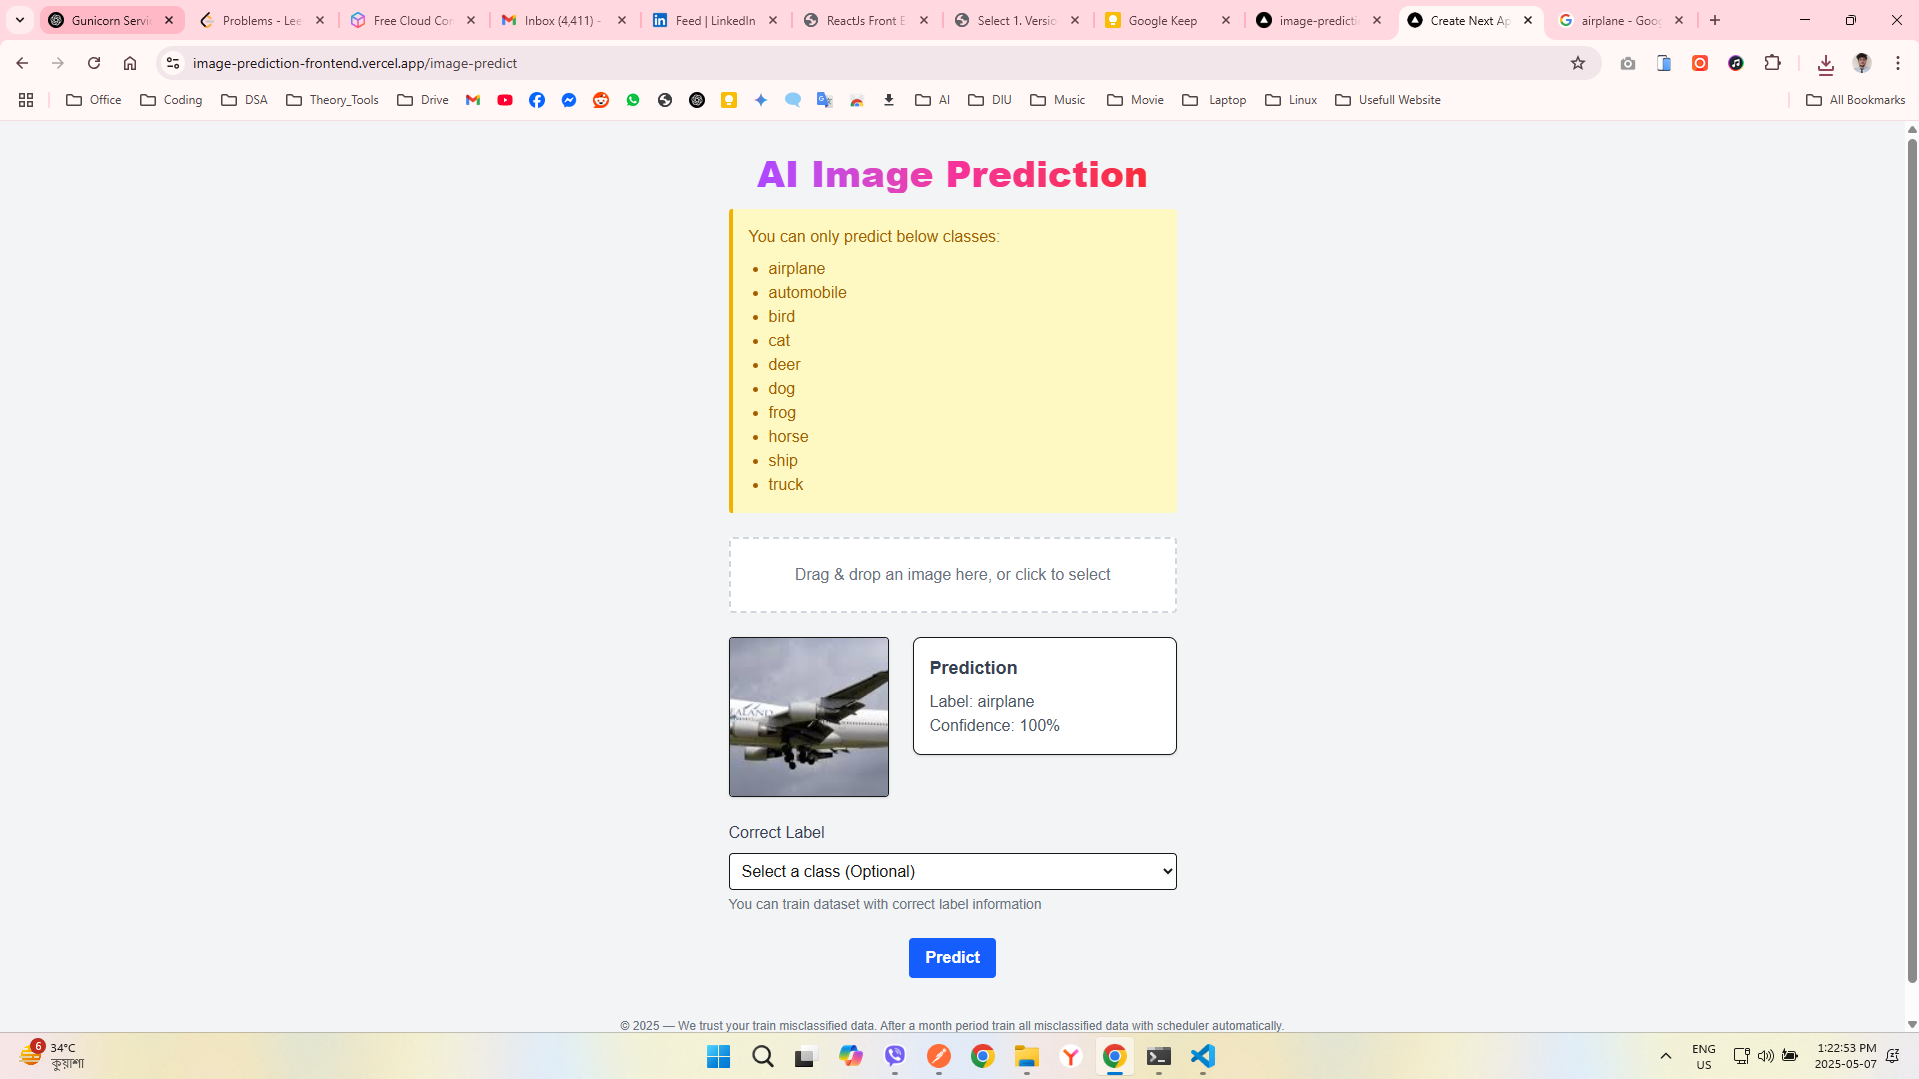 Gunicorn Servi
Problems - Lee
Free Cloud Con
Inbox (4,411) -
Feed | LinkedIn
ReactJs Front E
Select 1. Versio
Google Keep
image-predicti
Create Next Ap
airplane - Goog
image-prediction-frontend.vercel.app/image-predict
Office
Coding
DSA
Theory_Tools
Drive
AI
DIU
Music
Movie
Laptop
Linux
Usefull Website
All Bookmarks
AI Image Prediction
You can only predict below classes:
• airplane
• automobile
• bird
• cat
• deer
• dog
• frog
• horse
• ship
• truck
Drag & drop an image here, or click to select
EALAND
Prediction
Label: airplane
Confidence: 100%
Correct Label
Select a class (Optional)
You can train dataset with correct label information
Predict
© 2025 — We trust your train misclassified data. After a month period train all misclassified data with scheduler automatically.
6
34°C
কুয়াশা
ENG
US
1:22:53 PM
2025-05-07